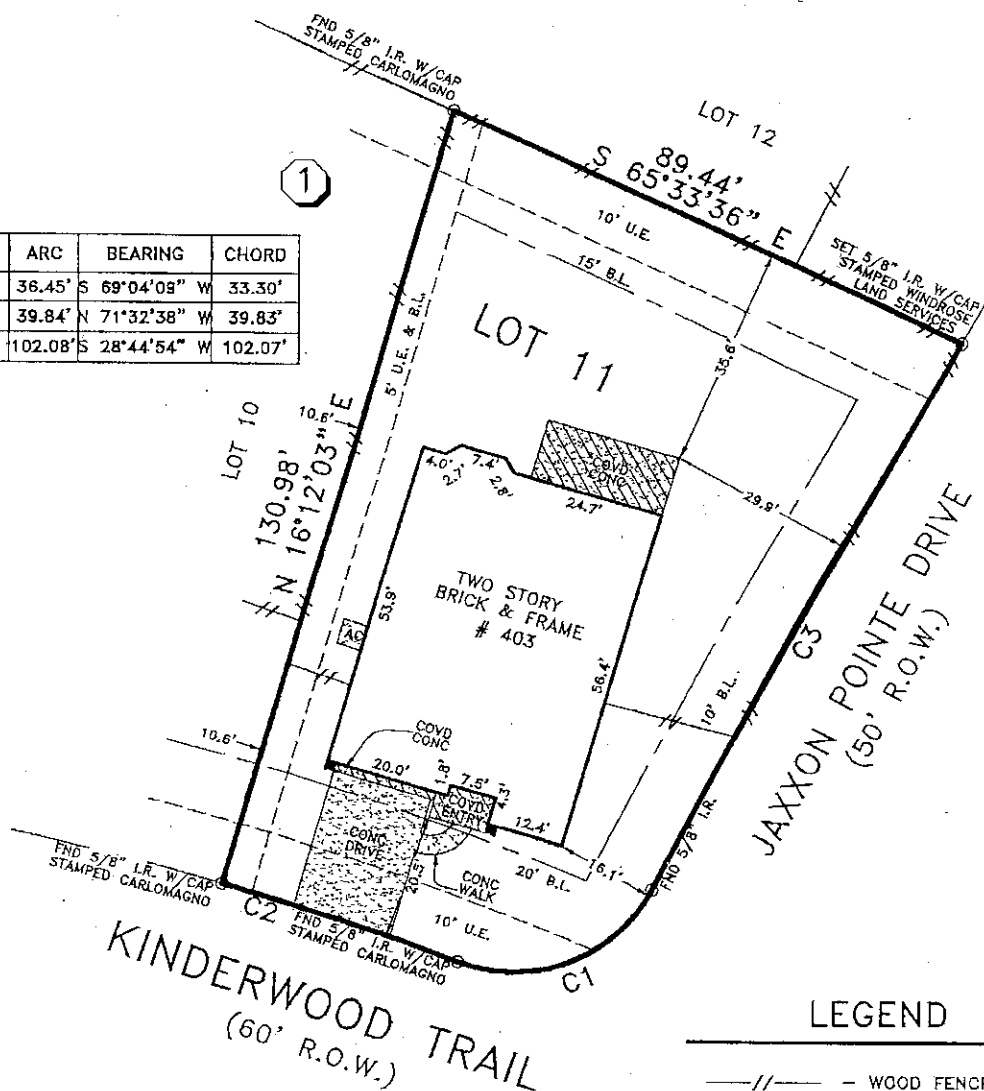 FND 5/8" I.R. W/CAP
STAMPED CARLOMAGNO
LOT 12
1
S 65°33'36" E
89.44'
10' U.E.
15' B.L.
SET 5/8" I.R. W/CAP
STAMPED WINDROSE
LAND SERVICES
ARC BEARING CHORD
36.45' S 69°04'09" W 33.30'
39.84' N 71°32'38" W 39.83'
102.08' S 28°44'54" W 102.07'
LOT 11
5' U.E. & B.L.
35.6'
LOT 10
10.6'
130.98'
N 16°12'03" E
4.0'
2.7'
7.4'
2.8'
COVD
CONC
24.7'
29.9'
TWO STORY
BRICK & FRAME
# 403
53.9'
AC
56.4'
JAXXON POINTE DRIVE
(50' R.O.W.)
C3
10' B.L.
10.6'
COVD
CONC
20.0'
1.8'
7.5'
COVD
ENTRY
4.3'
12.4'
16.1'
FND 5/8" I.R.
CONC
DRIVE
20.3'
CONC
WALK
20' B.L.
10' U.E.
FND 5/8" I.R. W/CAP
STAMPED CARLOMAGNO
C2
FND 5/8" I.R. W/CAP
STAMPED CARLOMAGNO
C1
KINDERWOOD TRAIL
(60' R.O.W.)
LEGEND
—//— – WOOD FENCE